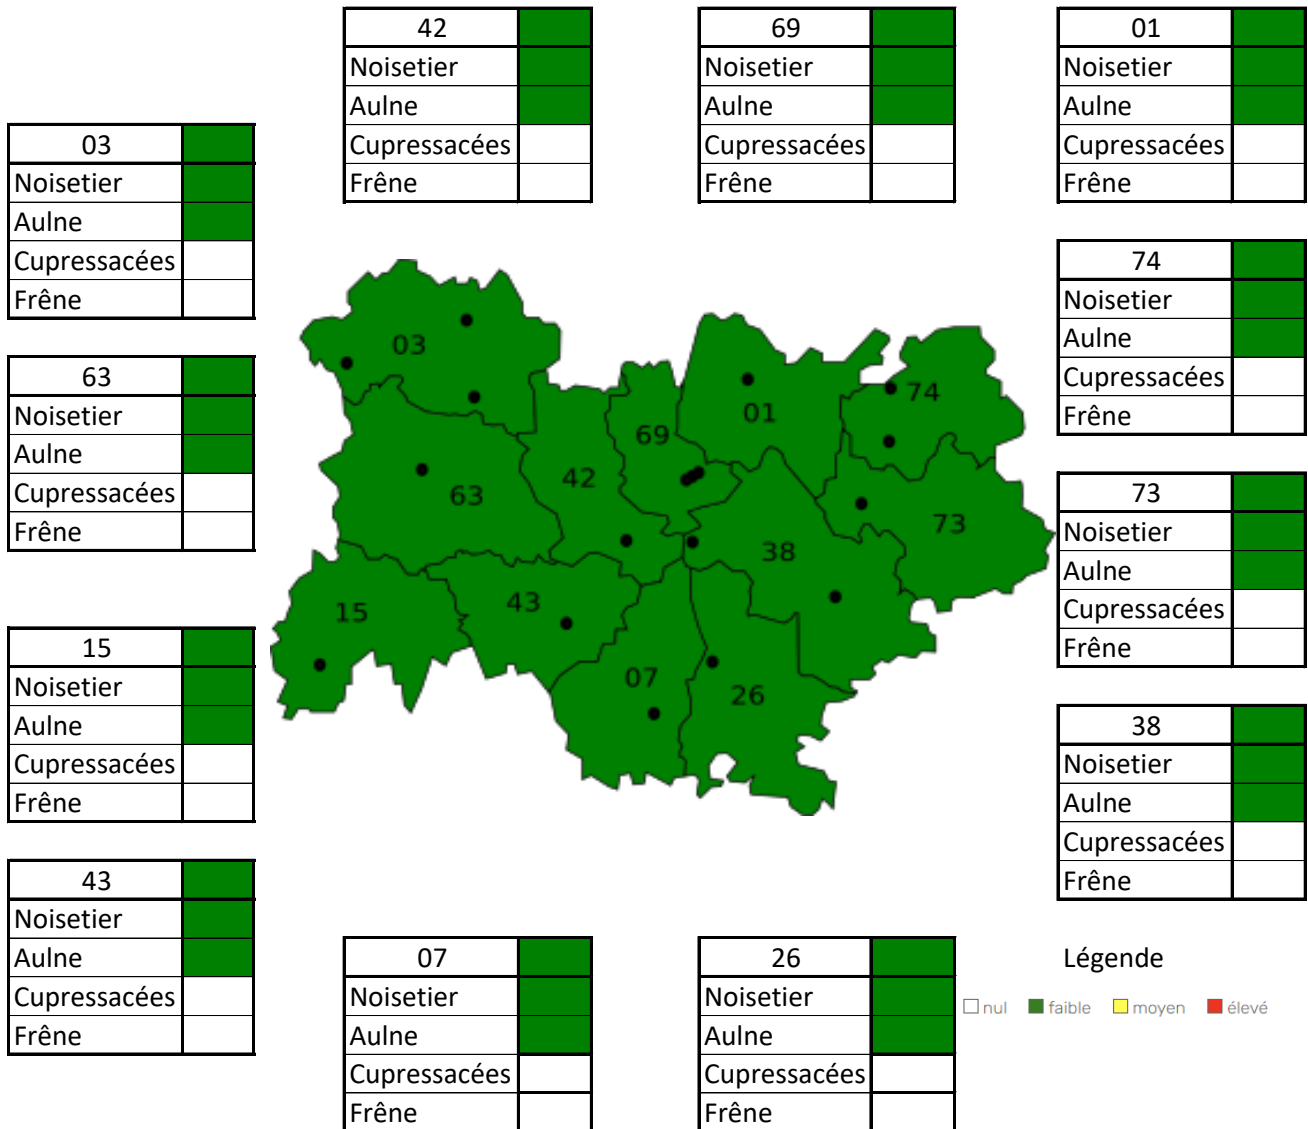 42
Noisetier
Aulne
Cupressacées
Frêne
69
Noisetier
Aulne
Cupressacées
Frêne
01
Noisetier
Aulne
Cupressacées
Frêne
03
Noisetier
Aulne
Cupressacées
Frêne
74
Noisetier
Aulne
Cupressacées
Frêne
63
Noisetier
Aulne
Cupressacées
Frêne
03
74
01
69
42
63
73
38
43
15
07
26
73
Noisetier
Aulne
Cupressacées
Frêne
15
Noisetier
Aulne
Cupressacées
Frêne
38
Noisetier
Aulne
Cupressacées
Frêne
43
Noisetier
Aulne
Cupressacées
Frêne
07
Noisetier
Aulne
Cupressacées
Frêne
26
Noisetier
Aulne
Cupressacées
Frêne
Légende
nul faible moyen élevé